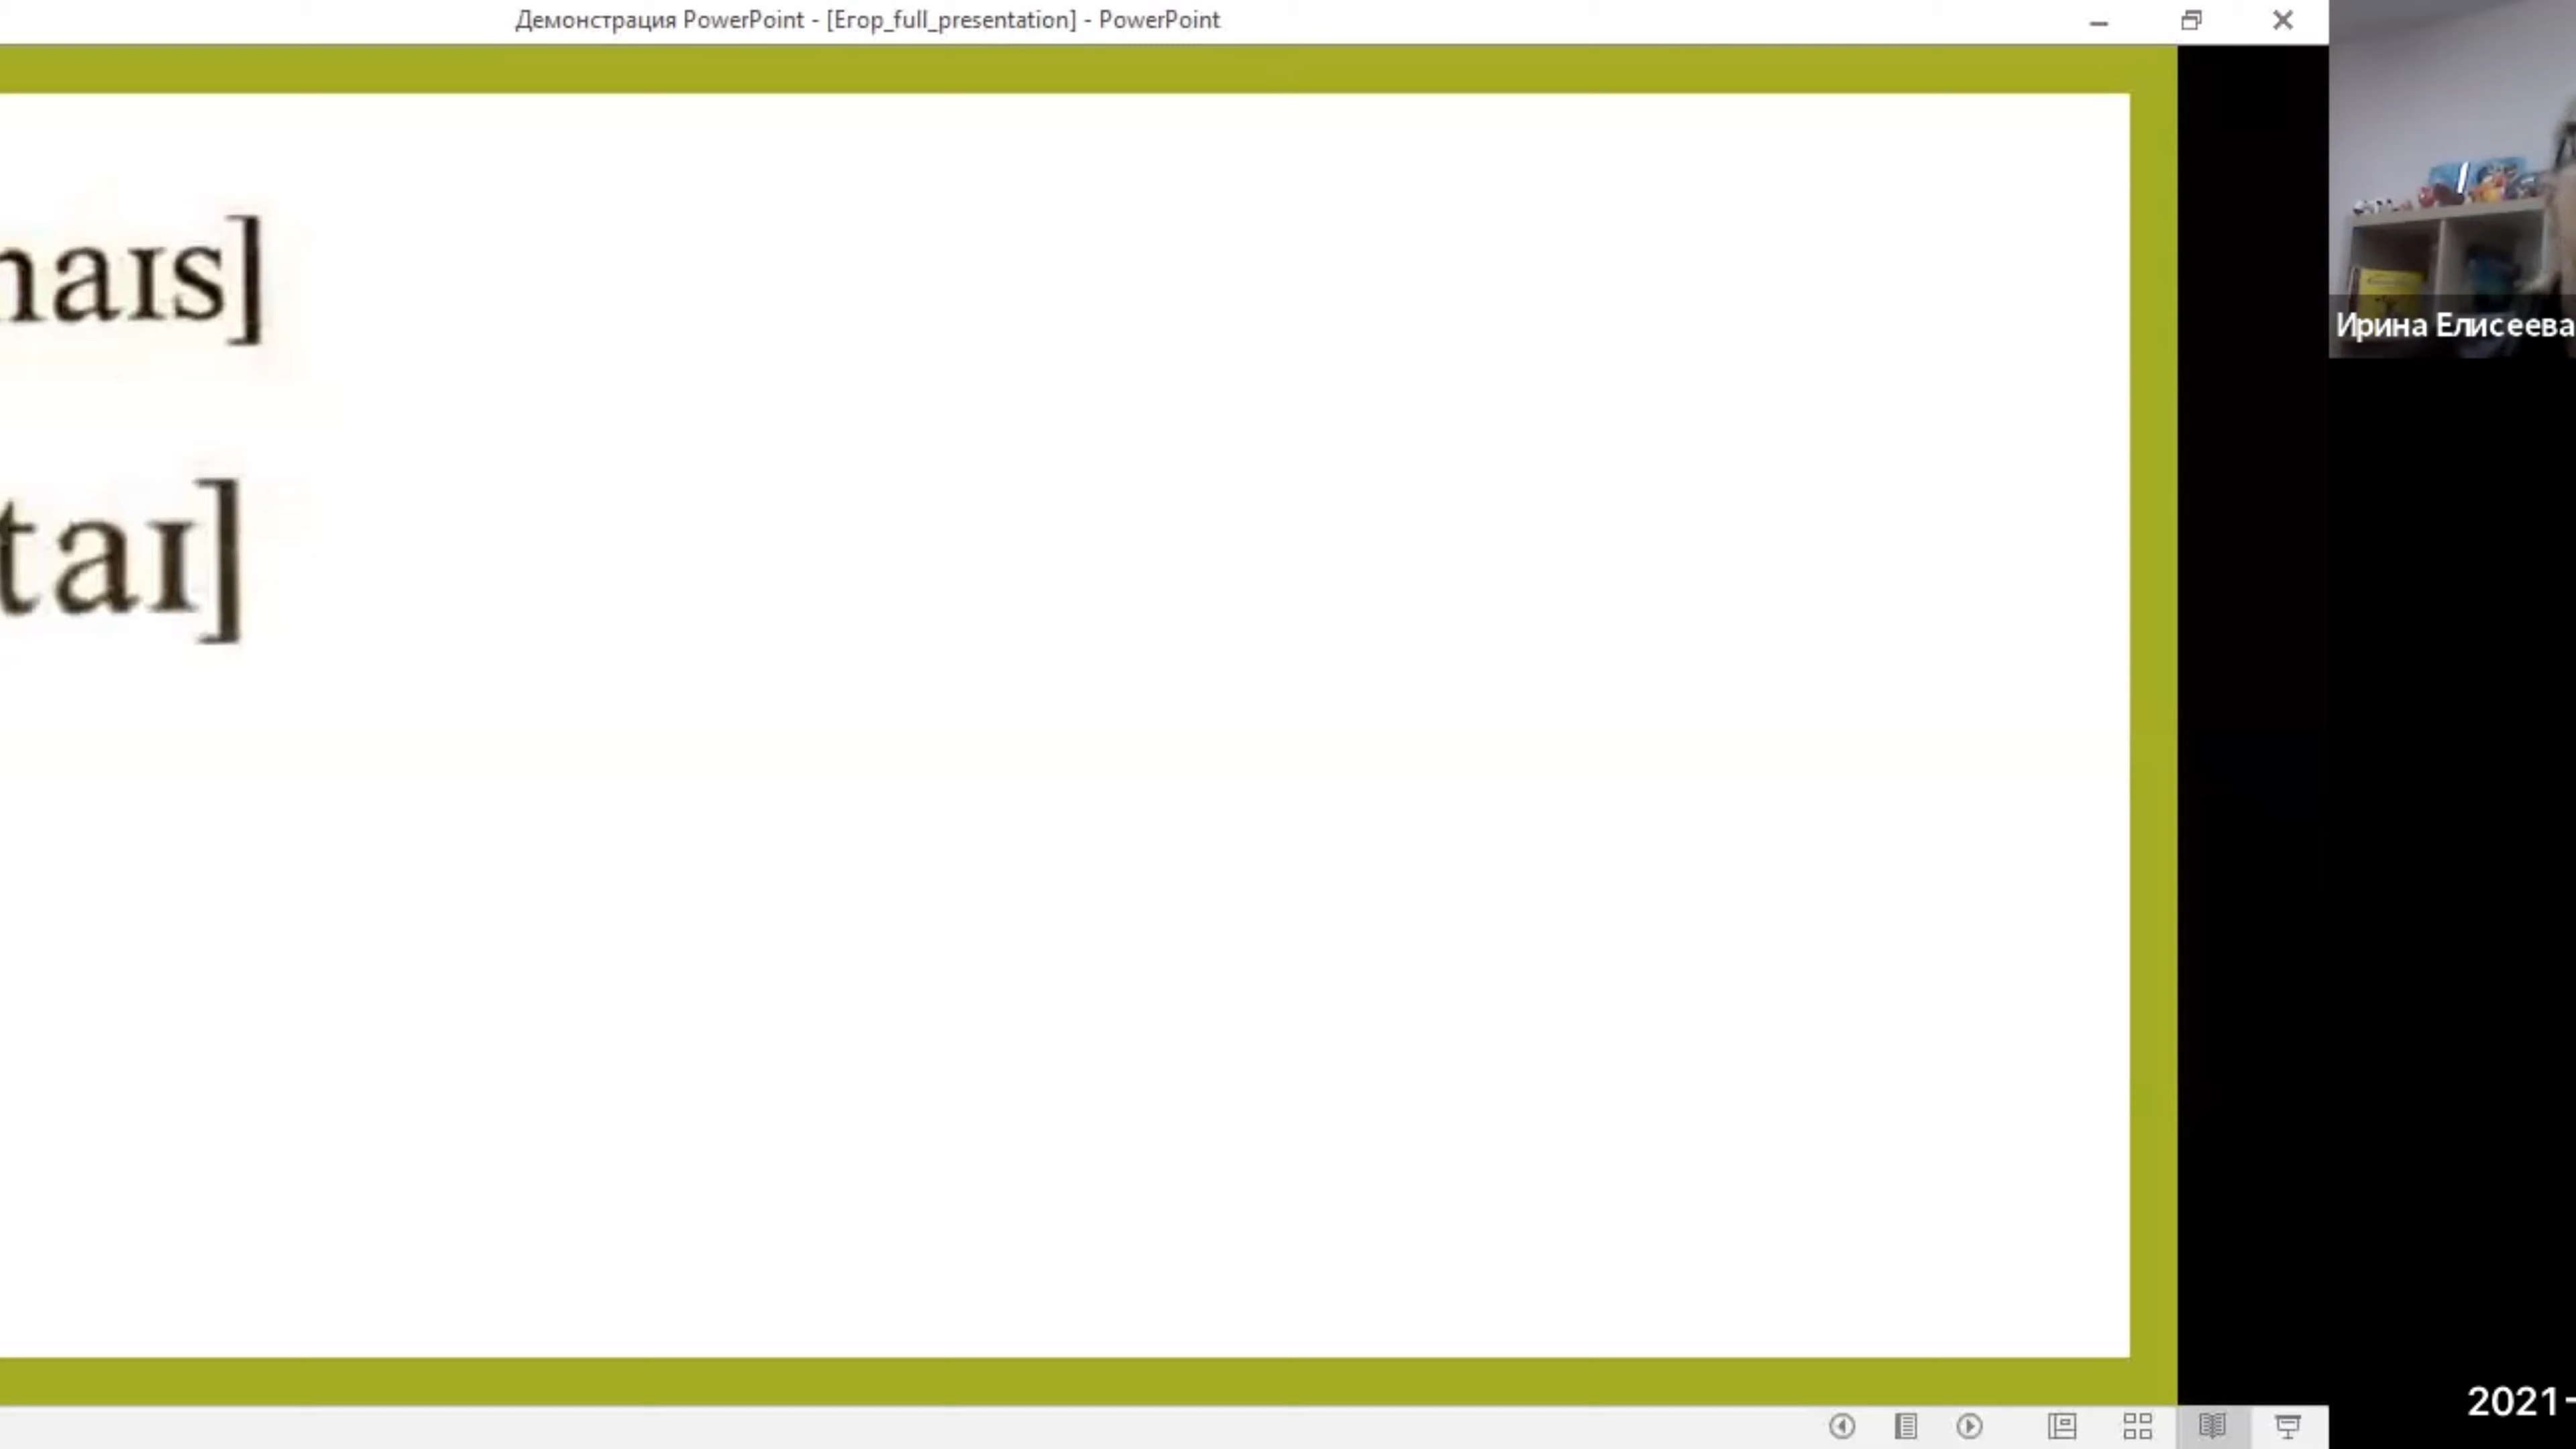 Демонстрация PowerPoint - [Егор_full_presentation] - PowerPoint
naɪs]
taɪ]
Ирина Елисеева
2021-